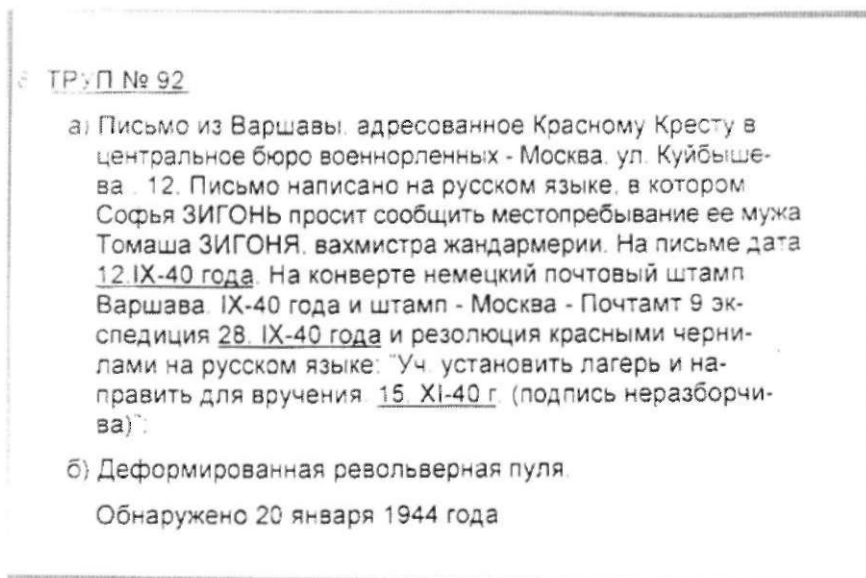 ТРУП № 92
а) Письмо из Варшавы, адресованное Красному Кресту в
центральное бюро военнорленных - Москва, ул. Куйбыше-
ва , 12. Письмо написано на русском языке, в котором
Софья ЗИГОНЬ просит сообщить местопребывание ее мужа
Томаша ЗИГОНЯ, вахмистра жандармерии. На письме дата
12.IX-40 года. На конверте немецкий почтовый штамп
Варшава. IX-40 года и штамп - Москва - Почтамт 9 эк-
спедиция 28. IX-40 года и резолюция красными черни-
лами на русском языке: "Уч. установить лагерь и на-
править для вручения. 15. XI-40 г. (подпись неразборчи-
ва)".
б) Деформированная револьверная пуля.
Обнаружено 20 января 1944 года